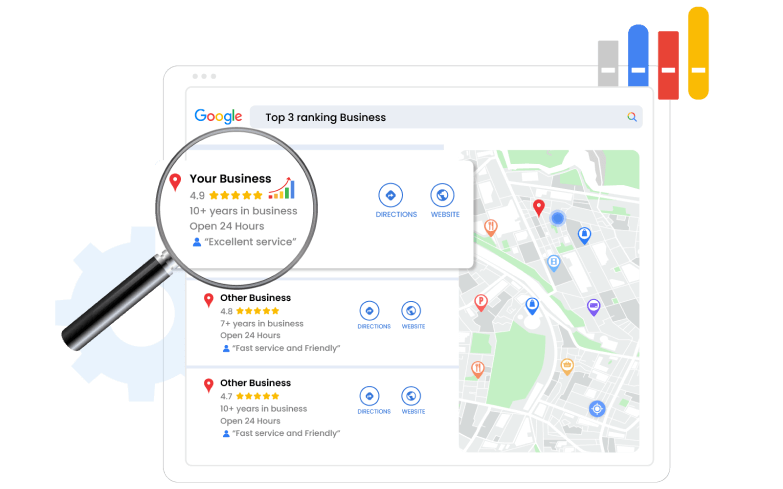 Google
Top 3 ranking Business
Your Business
4.9
10+ years in business
Open 24 Hours
“Excellent service”
DIRECTIONS WEBSITE
Other Business
4.8
7+ years in business
Open 24 Hours
“Fast service and Friendly”
DIRECTIONS WEBSITE
Other Business
4.7
10+ years in business
Open 24 Hours
“Fast service and Friendly”
DIRECTIONS WEBSITE
B
P